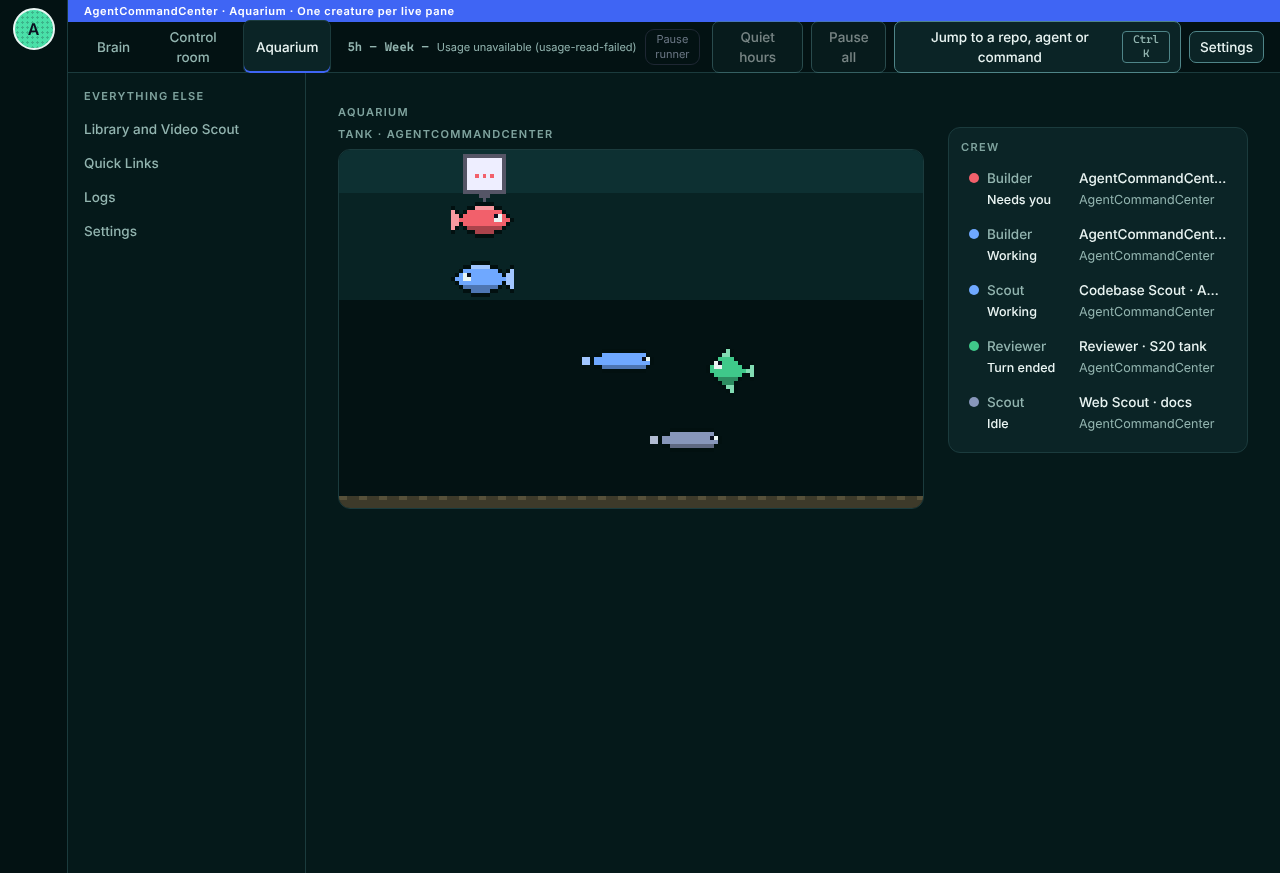 AgentCommandCenter · Aquarium · One creature per live pane
A
Brain
Control
room
Aquarium
5h — Week — Usage unavailable (usage-read-failed)
Pause
runner
Quiet
hours
Pause
all
Jump to a repo, agent or
command
Ctrl
K
Settings
EVERYTHING ELSE
Library and Video Scout
Quick Links
Logs
Settings
AQUARIUM
TANK · AGENTCOMMANDCENTER
CREW
Builder AgentCommandCent...
Needs you AgentCommandCenter
Builder AgentCommandCent...
Working AgentCommandCenter
Scout Codebase Scout · A...
Working AgentCommandCenter
Reviewer Reviewer · S20 tank
Turn ended AgentCommandCenter
Scout Web Scout · docs
Idle AgentCommandCenter